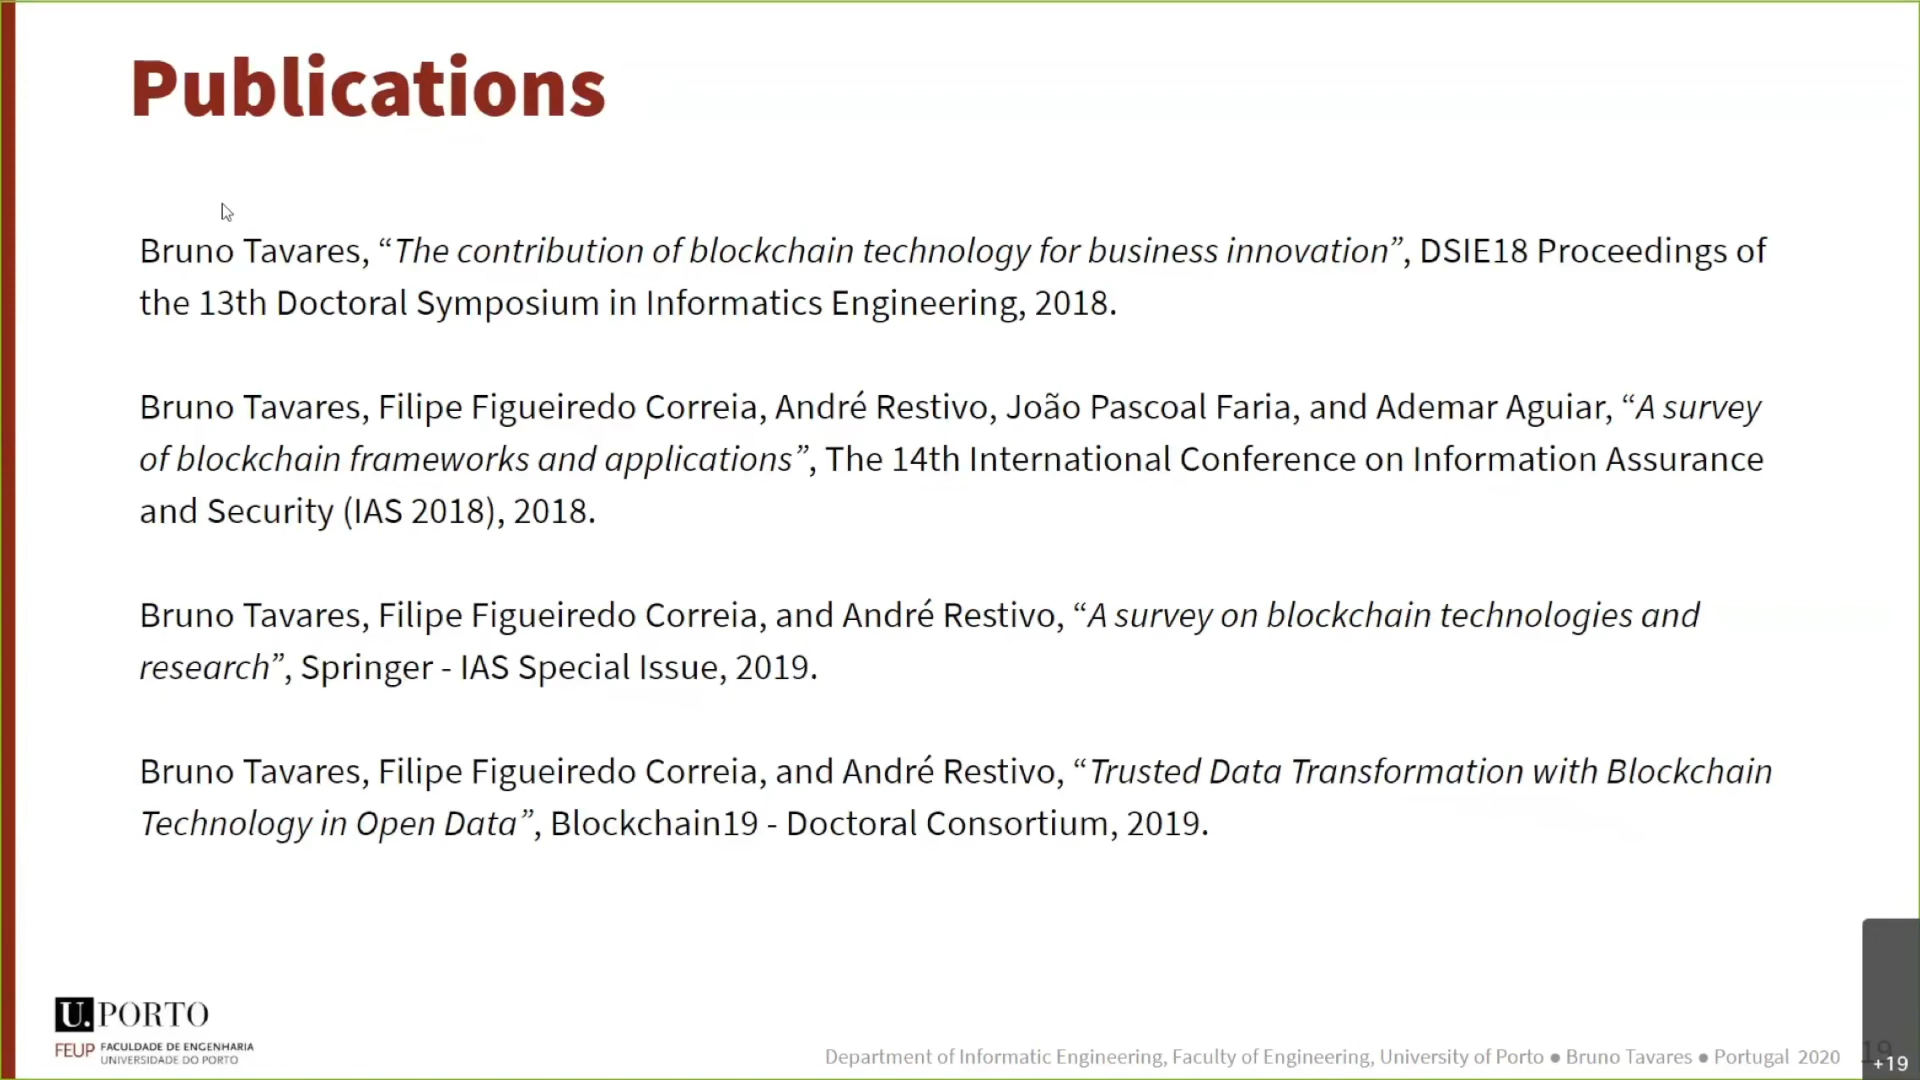 Publications
Bruno Tavares, “The contribution of blockchain technology for business innovation”, DSIE18 Proceedings of
the 13th Doctoral Symposium in Informatics Engineering, 2018.
Bruno Tavares, Filipe Figueiredo Correia, André Restivo, João Pascoal Faria, and Ademar Aguiar, “A survey
of blockchain frameworks and applications”, The 14th International Conference on Information Assurance
and Security (IAS 2018), 2018.
Bruno Tavares, Filipe Figueiredo Correia, and André Restivo, “A survey on blockchain technologies and
research”, Springer - IAS Special Issue, 2019.
Bruno Tavares, Filipe Figueiredo Correia, and André Restivo, “Trusted Data Transformation with Blockchain
Technology in Open Data”, Blockchain19 - Doctoral Consortium, 2019.
U. PORTO
FEUP FACULDADE DE ENGENHARIA
UNIVERSIDADE DO PORTO
Department of Informatic Engineering, Faculty of Engineering, University of Porto ● Bruno Tavares ● Portugal 2020
19
+19